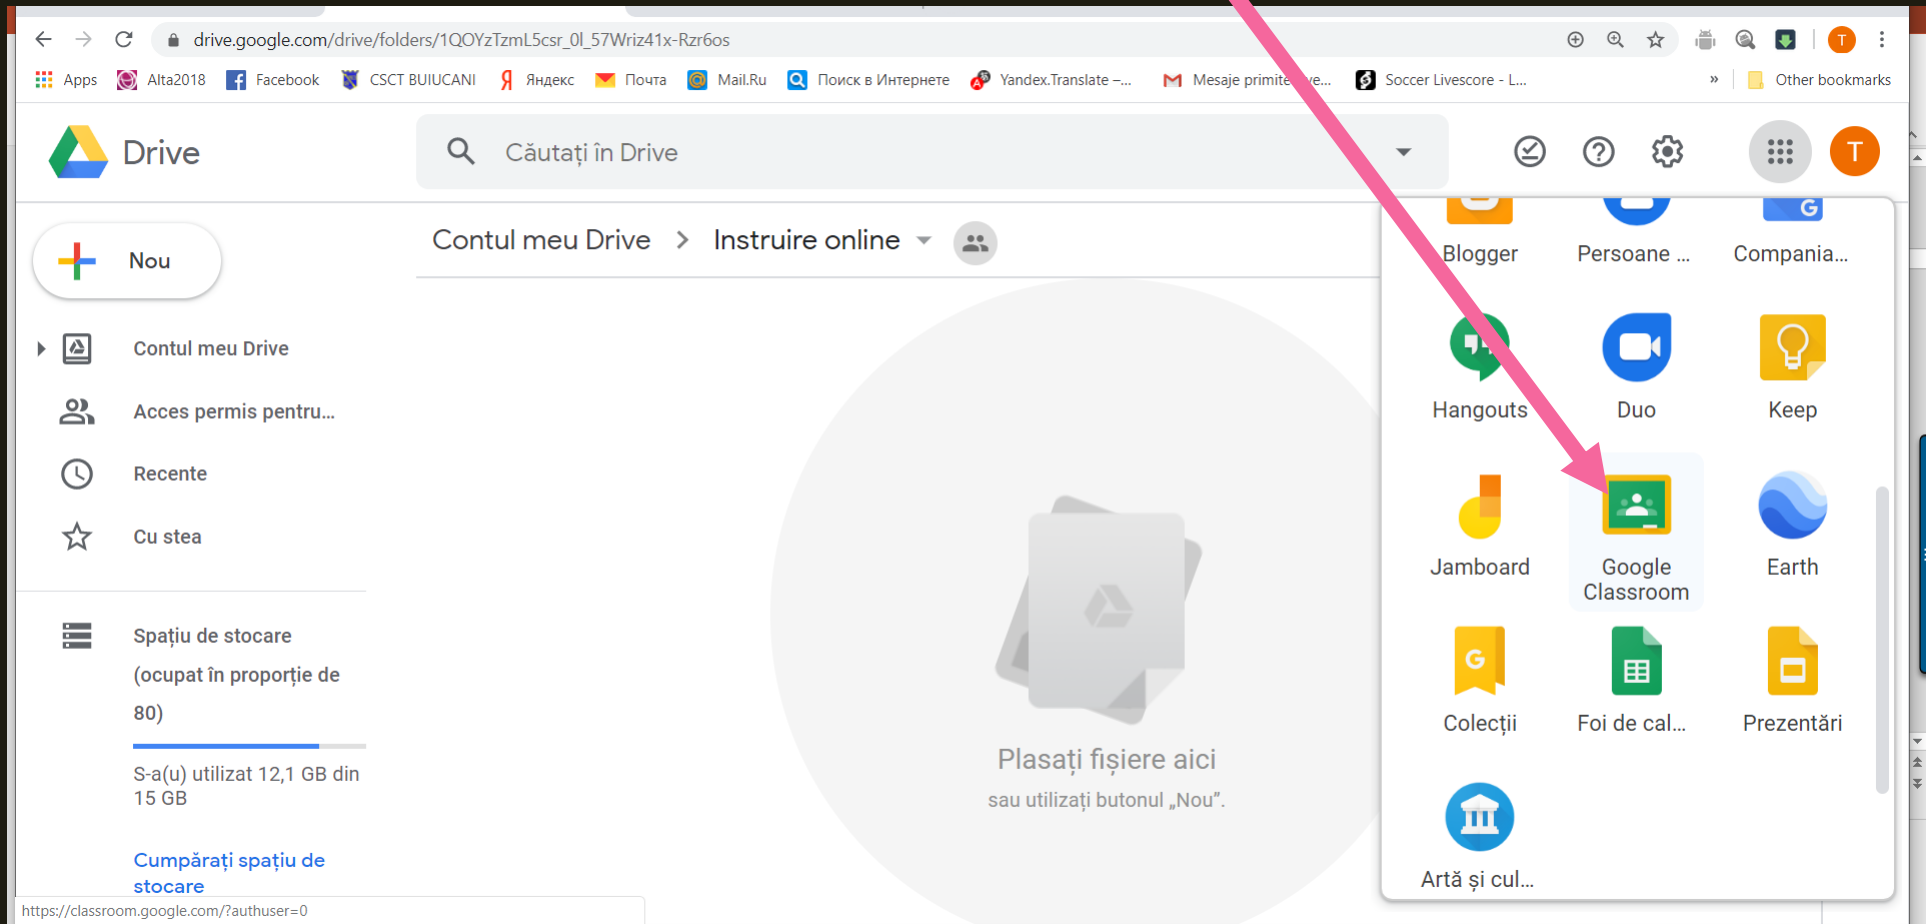 drive.google.com/drive/folders/1QOYzTzmL5csr_0l_57Wriz41x-Rzr6os
T
Apps
Alta2018
Facebook
CSCT BUIUCANI
Яндекс
Почта
Mail.Ru
Поиск в Интернете
Yandex.Translate –...
Mesaje primite
Soccer Livescore - L...
»
Other bookmarks
Drive
Căutați în Drive
T
Nou
Contul meu Drive > Instruire online
Contul meu Drive
Acces permis pentru...
Recente
Cu stea
Spațiu de stocare
(ocupat în proporție de
80)
S-a(u) utilizat 12,1 GB din
15 GB
Cumpărați spațiu de
stocare
Plasați fișiere aici
sau utilizați butonul „Nou”.
Blogger
Persoane ...
Compania...
Hangouts
Duo
Keep
Jamboard
Google
Classroom
Earth
Colecții
Foi de cal...
Prezentări
Artă și cul...
https://classroom.google.com/?authuser=0